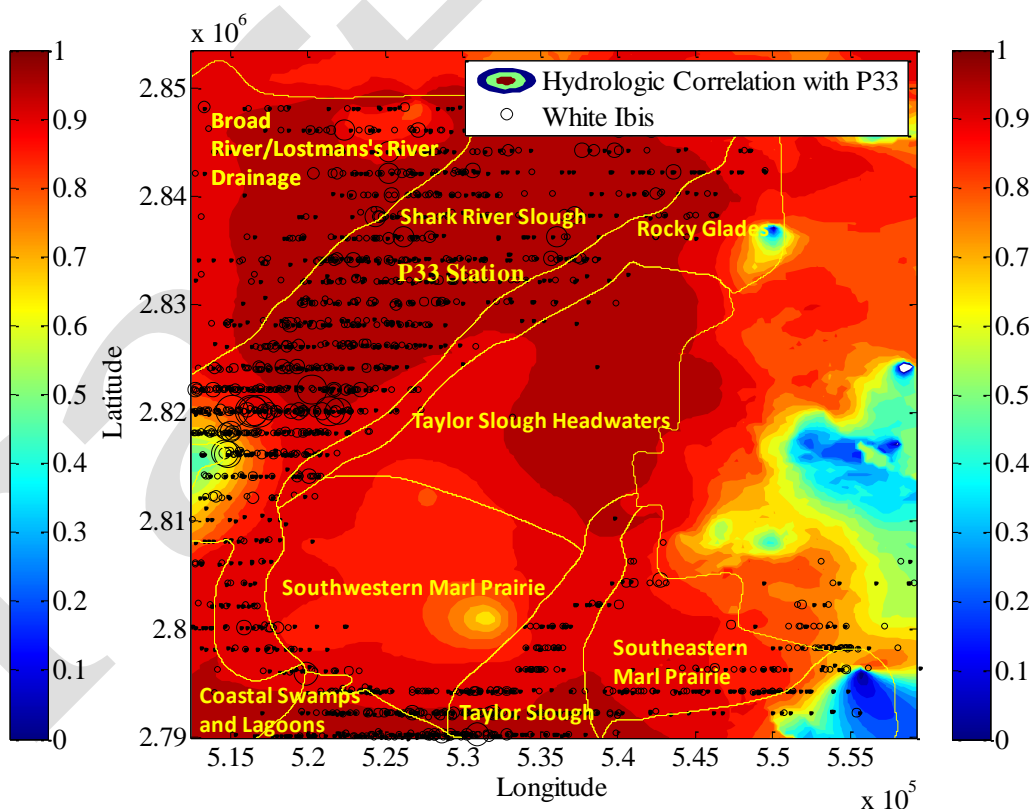 x 10⁶
1
0.9
0.8
0.7
0.6
0.5
0.4
0.3
0.2
0.1
0
Latitude
2.85
2.84
2.83
2.82
2.81
2.8
2.79
Hydrologic Correlation with P33
White Ibis
Broad
River/Lostmans's River
Drainage
Shark River Slough
Rocky Glades
P33 Station
Taylor Slough Headwaters
Southwestern Marl Prairie
Southeastern
Marl Prairie
Coastal Swamps
and Lagoons
Taylor Slough
5.15 5.2 5.25 5.3 5.35 5.4 5.45 5.5 5.55
Longitude
x 10⁵
1
0.9
0.8
0.7
0.6
0.5
0.4
0.3
0.2
0.1
0